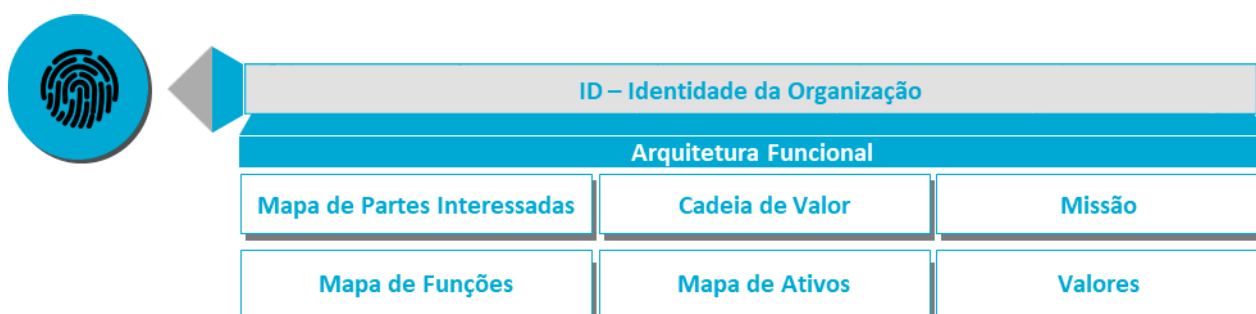 ID – Identidade da Organização
Arquitetura Funcional
Mapa de Partes Interessadas
Cadeia de Valor
Missão
Mapa de Funções
Mapa de Ativos
Valores